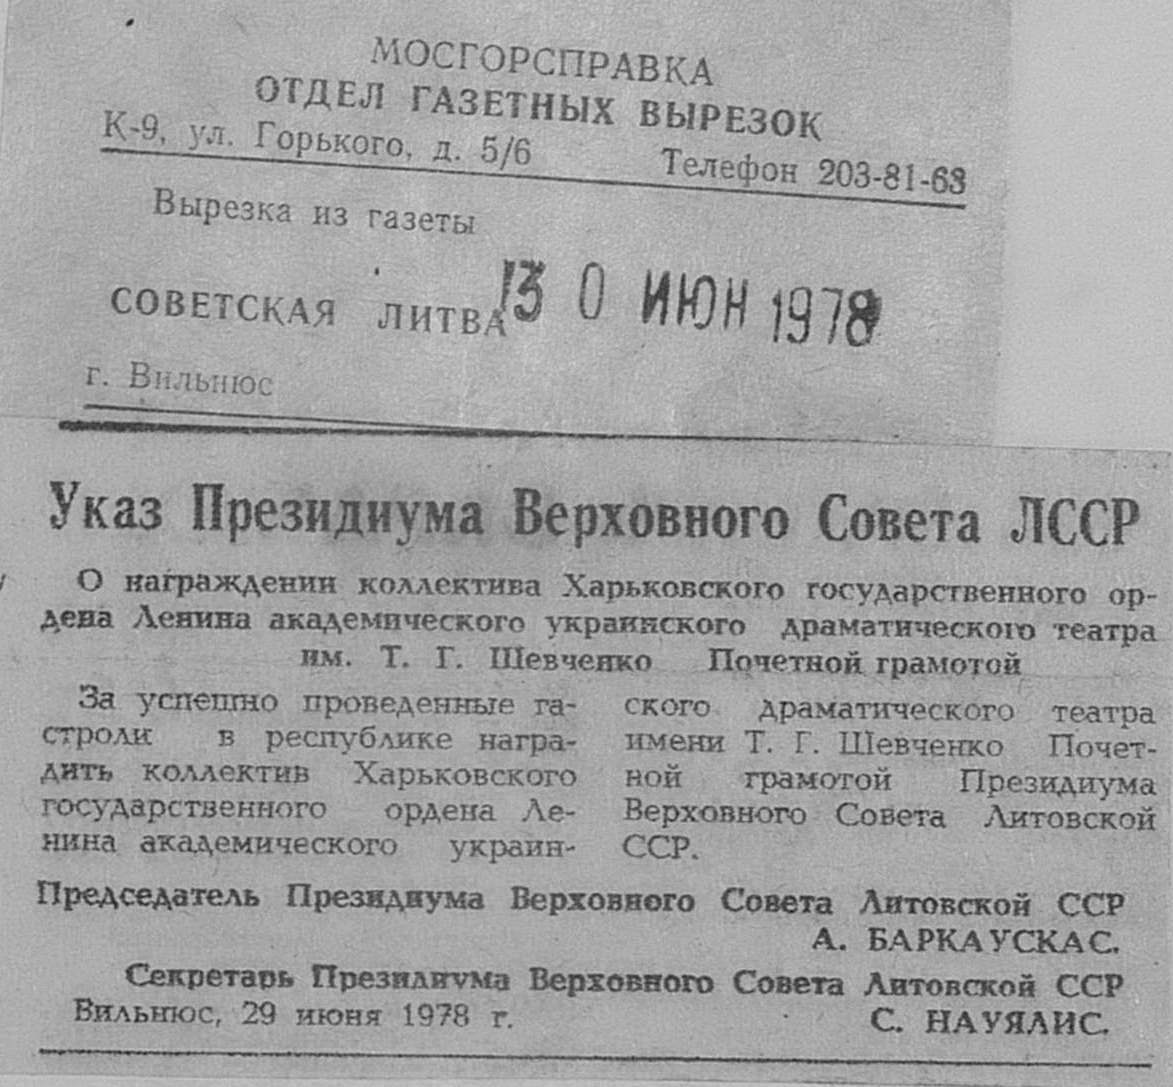 МОСГОРСПРАВКА
ОТДЕЛ ГАЗЕТНЫХ ВЫРЕЗОК
К-9, ул. Горького, д. 5/6 Телефон 203-81-63
Вырезка из газеты
СОВЕТСКАЯ ЛИТВА 30 ИЮН 1978
г. Вильнюс
Указ Президиума Верховного Совета ЛССР
О награждении коллектива Харьковского государственного ор-
дена Ленина академического украинского драматического театра
им. Т. Г. Шевченко Почетной грамотой
За успешно проведенные га-
строли в республике награ-
дить коллектив Харьковского
государственного ордена Ле-
нина академического украин-
ского драматического театра
имени Т. Г. Шевченко Почет-
ной грамотой Президиума
Верховного Совета Литовской
ССР.
Председатель Президиума Верховного Совета Литовской ССР
А. БАРКАУСКАС.
Секретарь Президиума Верховного Совета Литовской ССР
Вильнюс, 29 июня 1978 г. С. НАУЯЛИС.